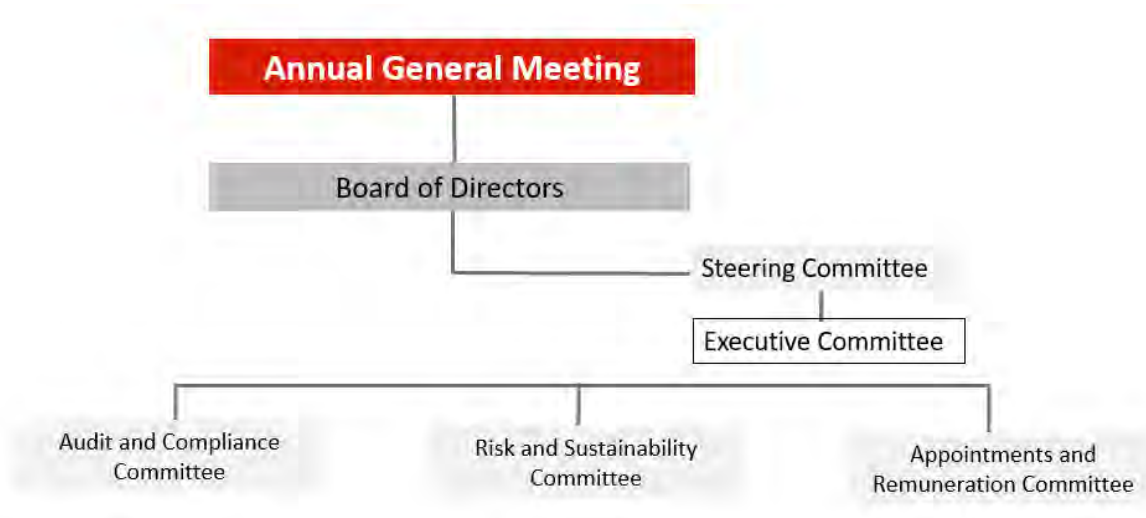 Annual General Meeting
Board of Directors
Steering Committee
Executive Committee
Audit and Compliance
Committee
Risk and Sustainability
Committee
Appointments and
Remuneration Committee